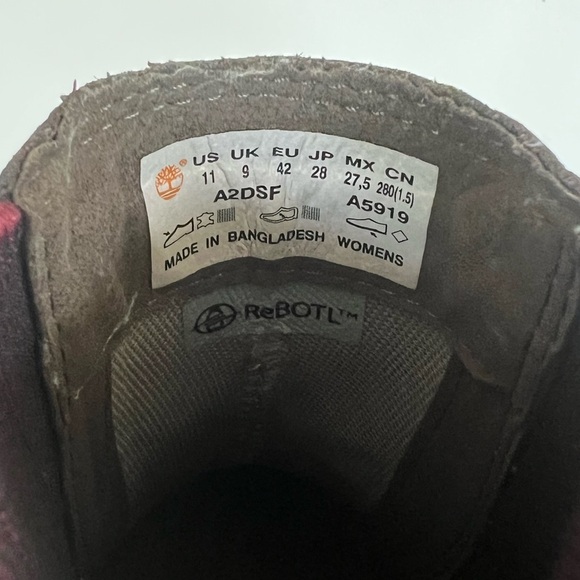 US UK EU JP MX CN
11 9 42 28 27,5 280(1.5)
A2DSF A5919
MADE IN BANGLADESH WOMENS
ReBOTL™